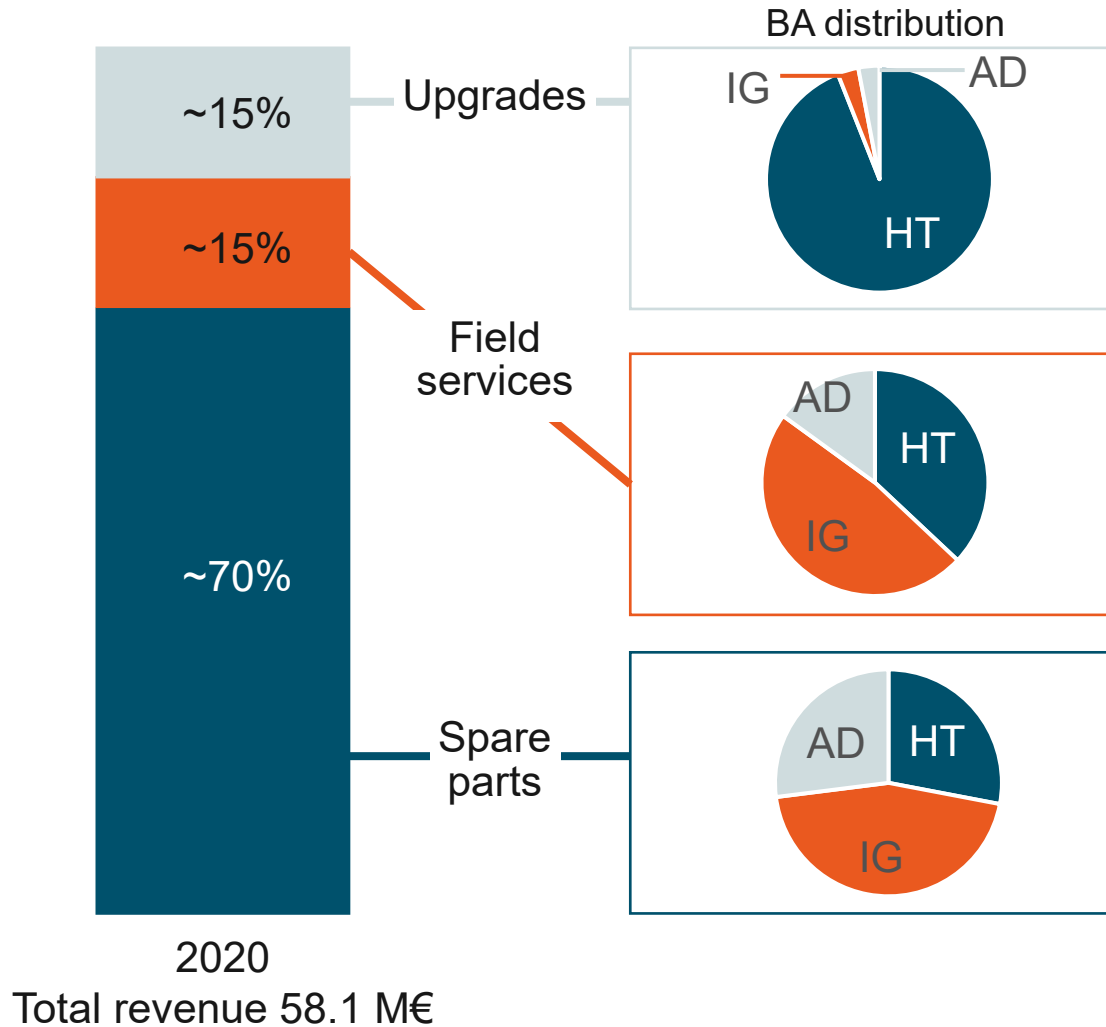 BA distribution
~15%
Upgrades
IG
AD
HT
~15%
Field
services
AD
HT
IG
~70%
Spare
parts
AD
HT
IG
2020
Total revenue 58.1 M€